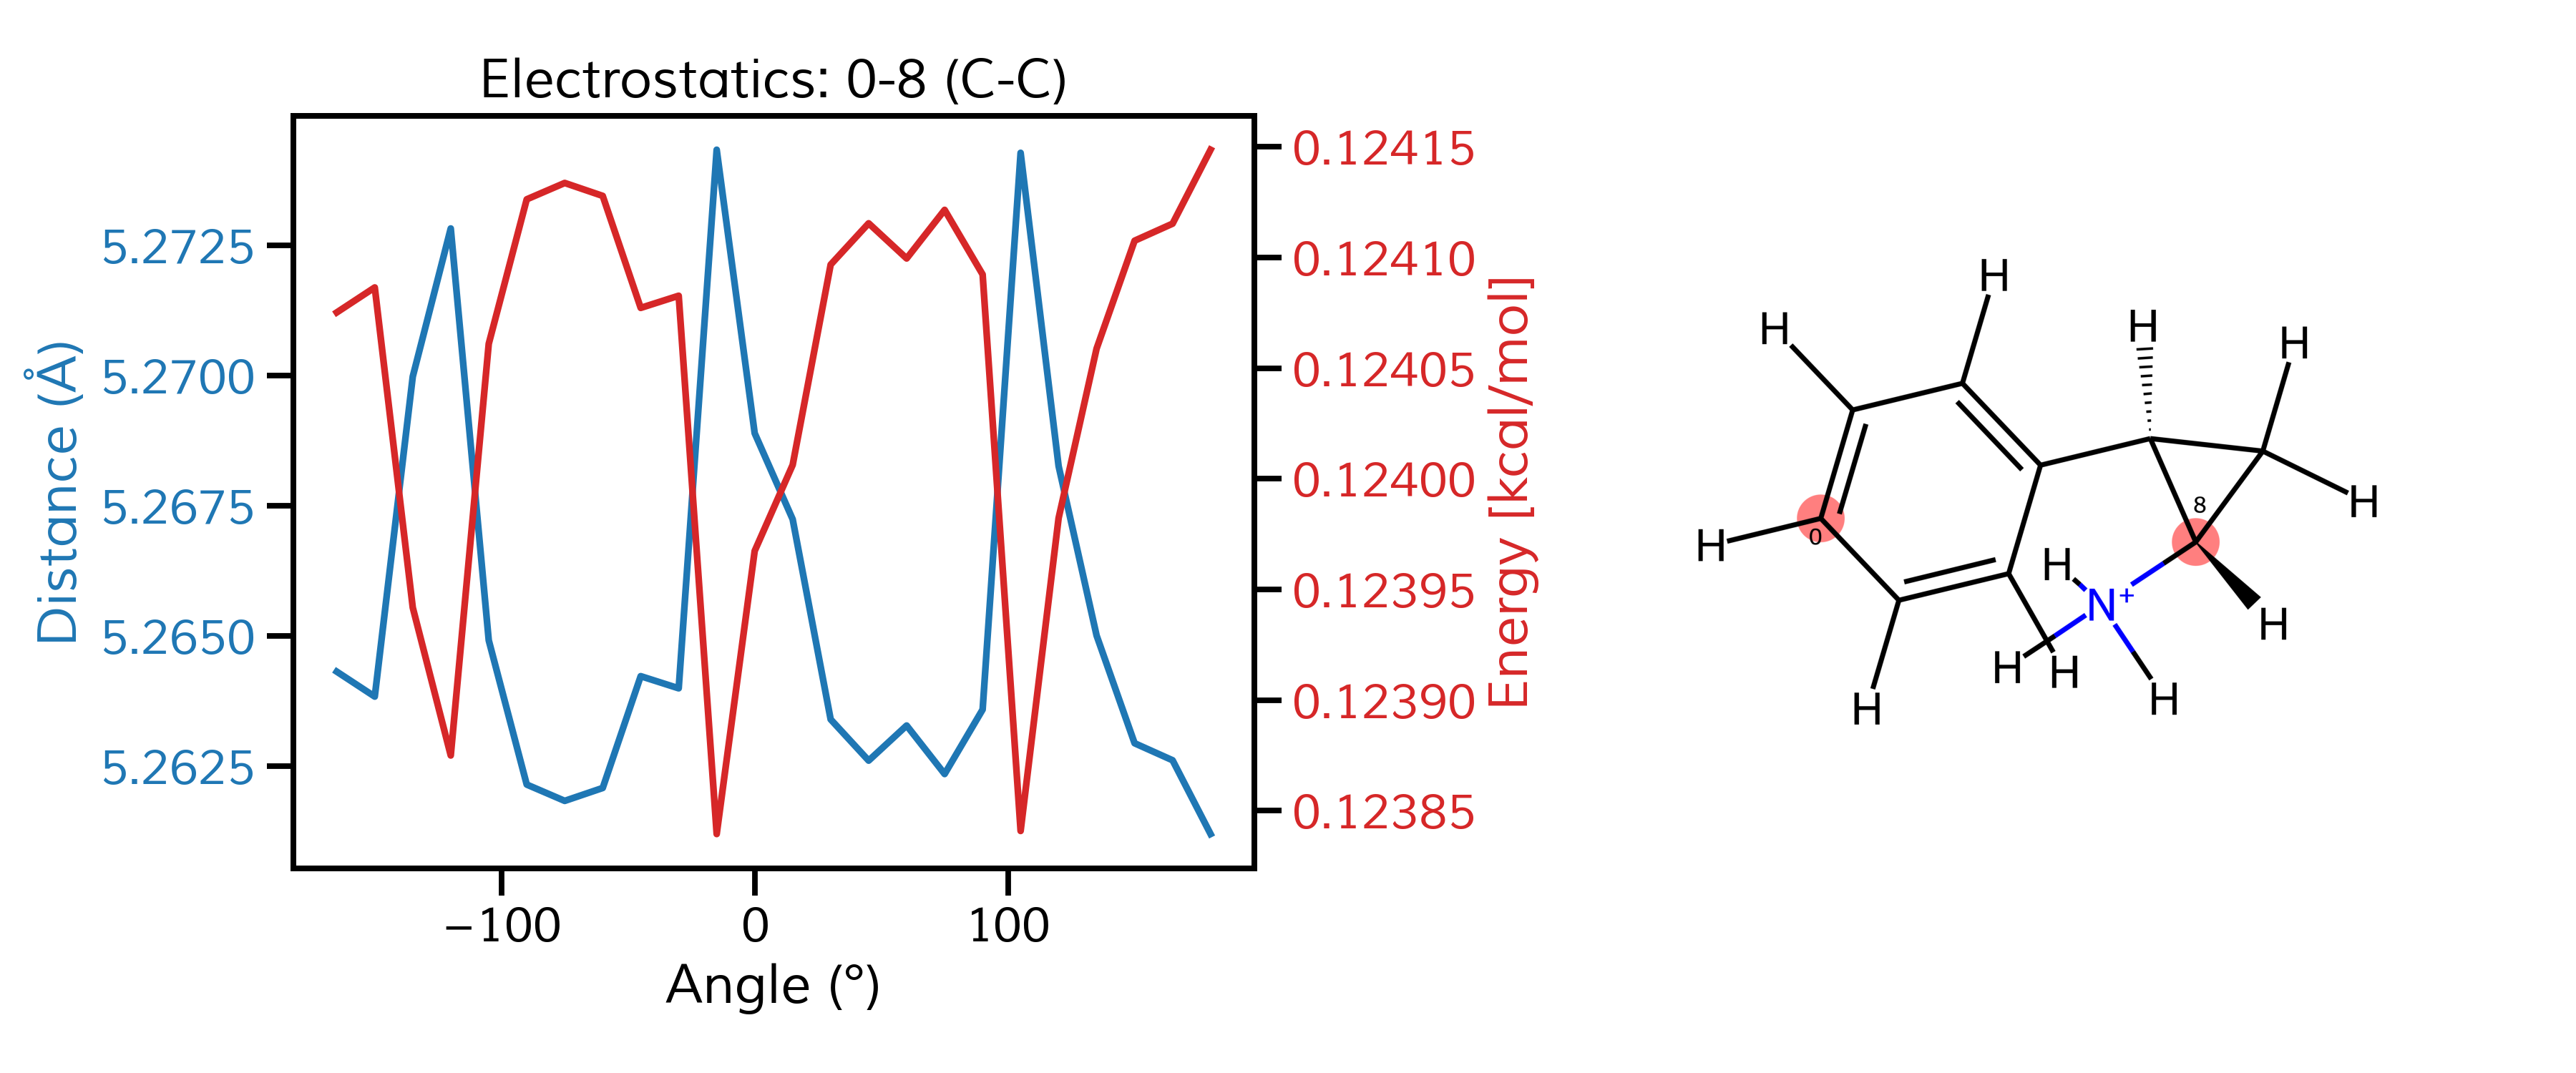 Electrostatics: 0-8 (C-C)
Distance (Å)
5.2725
5.2700
5.2675
5.2650
5.2625
0.12415
0.12410
0.12405
0.12400
0.12395
0.12390
0.12385
Energy [kcal/mol]
−100 0 100
Angle (°)
H
H H H
H
8
0
H H
H N+
H
H H
H H